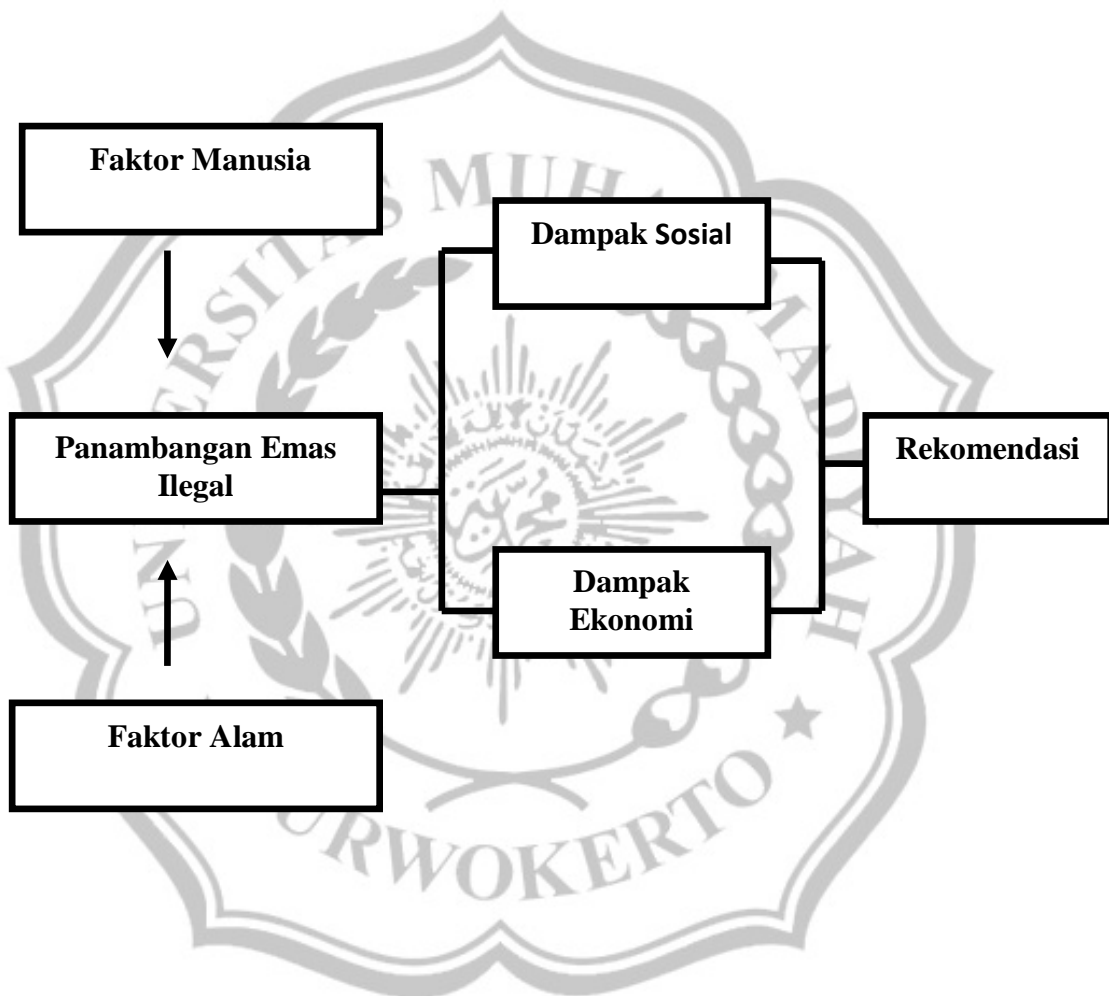 Faktor Manusia
Dampak Sosial
Panambangan Emas
Ilegal
Rekomendasi
Dampak
Ekonomi
Faktor Alam